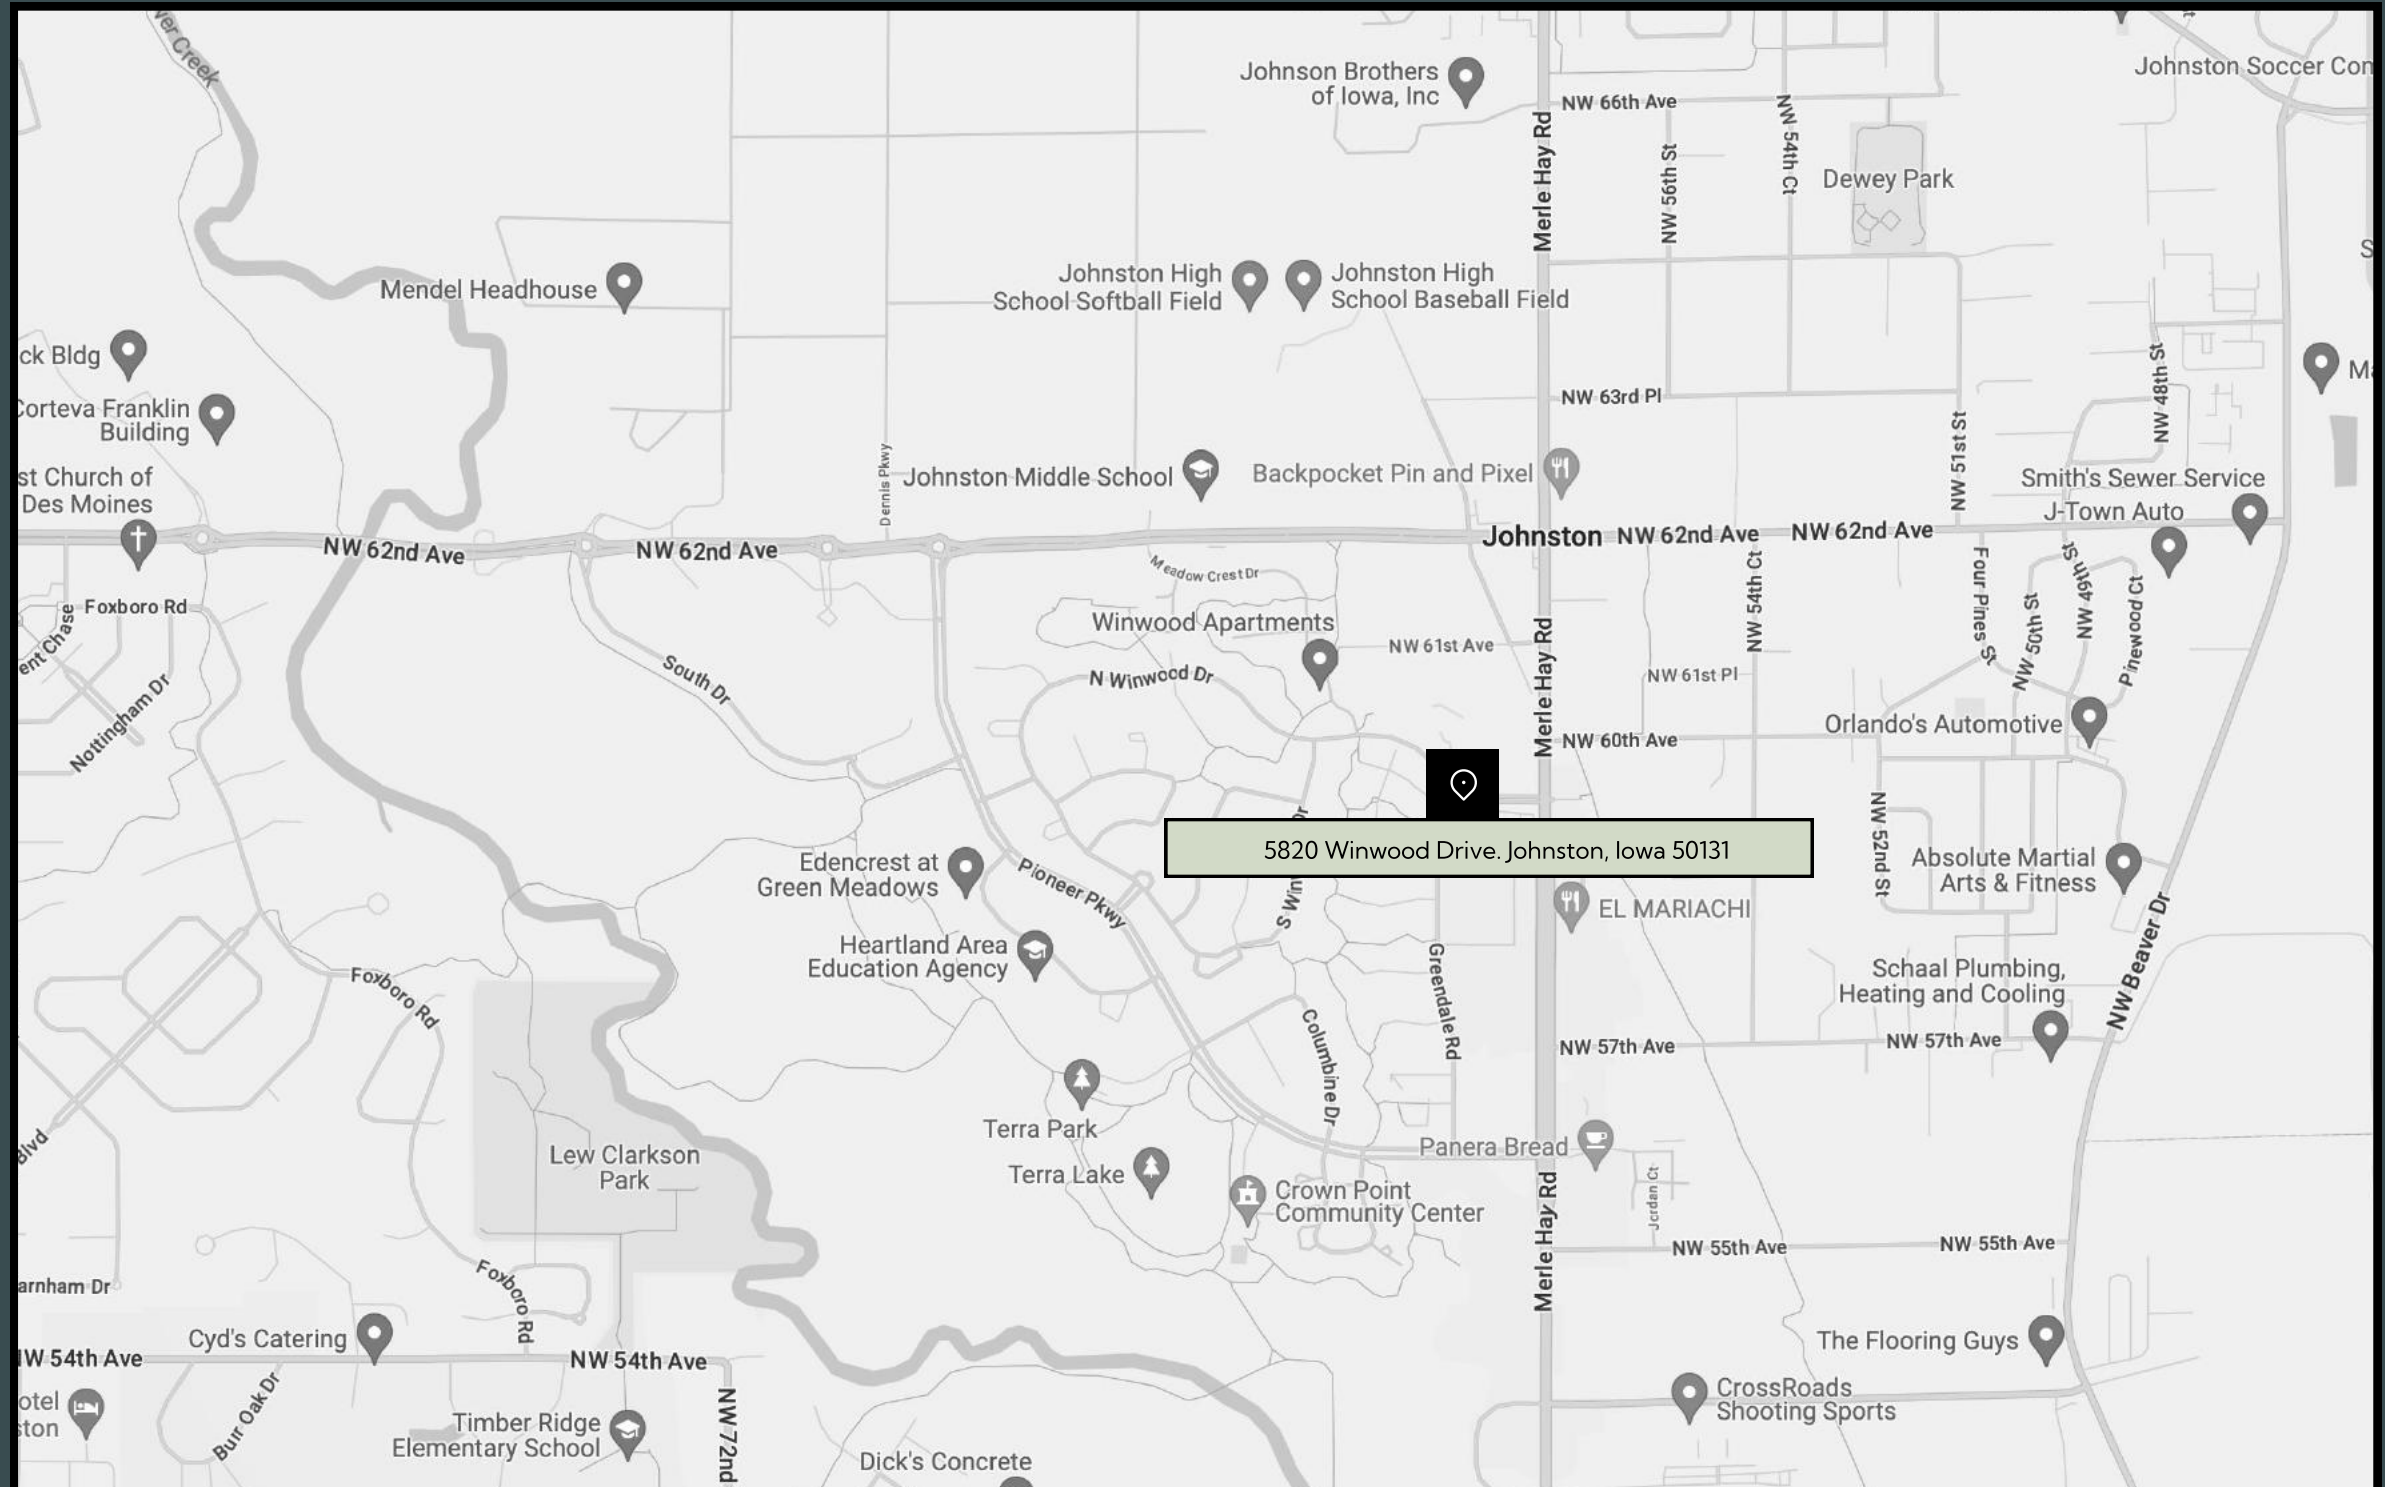 Johnson Brothers
of Iowa, Inc
NW 66th Ave
Johnston Soccer
Merle Hay Rd
NW 56th St
NW 54th Ct
Dewey Park
Creek
Mendel Headhouse
Johnston High
School Softball Field
Johnston High
School Baseball Field
Bldg
Corteva Franklin
Building
NW 63rd Pl
NW 48th St
NW 51st St
Church of
Des Moines
Dennis Pkwy
Johnston Middle School
Backpocket Pin and Pixel
Smith's Sewer Service
J-Town Auto
NW 62nd Ave
NW 62nd Ave
Johnston
NW 62nd Ave
NW 62nd Ave
Meadow Crest Dr
Foxboro Rd
Chase
Nottingham Dr
South Dr
Winwood Apartments
N Winwood Dr
NW 61st Ave
Merle Hay Rd
NW 61st Pl
NW 54th Ct
Four Pines St
NW 50th St
NW 49th St
Pinewood Ct
NW 60th Ave
Orlando's Automotive
5820 Winwood Drive. Johnston, Iowa 50131
NW 52nd St
Absolute Martial
Arts & Fitness
Edencrest at
Green Meadows
Pioneer Pkwy
S Win
Dr
EL MARIACHI
Heartland Area
Education Agency
Greendale Rd
Schaal Plumbing,
Heating and Cooling
NW Beaver Dr
Foxboro Rd
Columbine Dr
NW 57th Ave
NW 57th Ave
Terra Park
Terra Lake
Panera Bread
Blvd
Lew Clarkson
Park
Crown Point
Community Center
Merle Hay Rd
Jordan Ct
NW 55th Ave
NW 55th Ave
Foxboro Rd
arnham Dr
Cyd's Catering
NW 54th Ave
NW 54th Ave
The Flooring Guys
Burr Oak Dr
NW 72nd
CrossRoads
Shooting Sports
Timber Ridge
Elementary School
Dick's Concrete